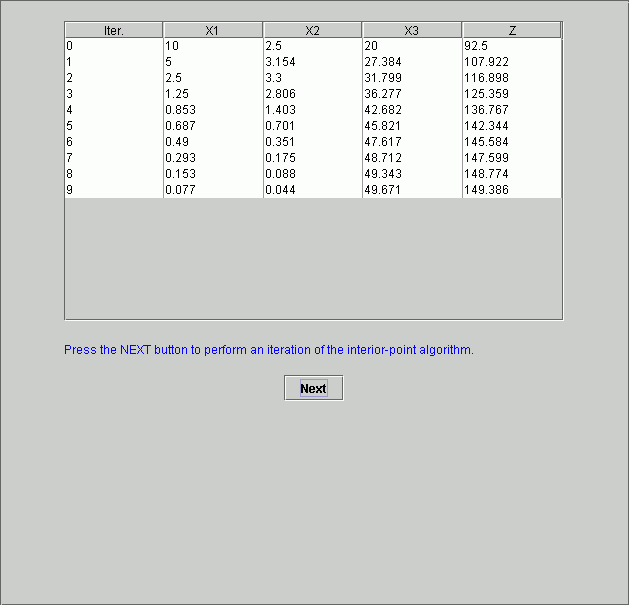 Iter. X1 X2 X3 Z
0 10 2.5 20 92.5
1 5 3.154 27.384 107.922
2 2.5 3.3 31.799 116.898
3 1.25 2.806 36.277 125.359
4 0.853 1.403 42.682 136.767
5 0.687 0.701 45.821 142.344
6 0.49 0.351 47.617 145.584
7 0.293 0.175 48.712 147.599
8 0.153 0.088 49.343 148.774
9 0.077 0.044 49.671 149.386
Press the NEXT button to perform an iteration of the interior-point algorithm.
Next